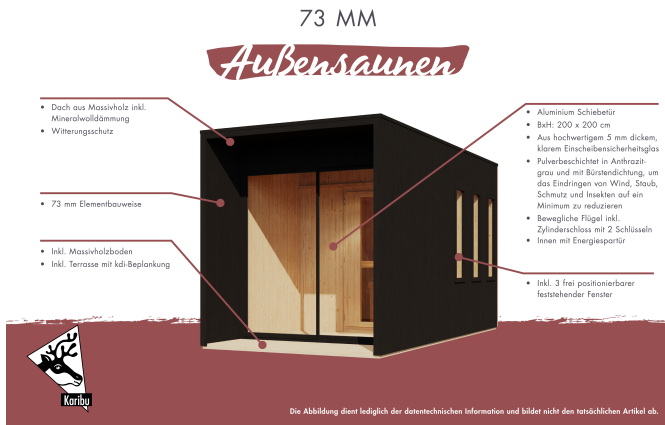 73 MM
Außensaunen
• Dach aus Massivholz inkl.
Mineralwolldämmung
• Witterungsschutz
• 73 mm Elementbauweise
• Inkl. Massivholzboden
• Inkl. Terrasse mit kdi-Beplankung
• Aluminium Schiebetür
• BxH: 200 x 200 cm
• Aus hochwertigem 5 mm dickem,
klarem Einscheibensicherheitsglas
• Pulverbeschichtet in Anthrazit-
grau und mit Bürstendichtung, um
das Eindringen von Wind, Staub,
Schmutz und Insekten auf ein
Minimum zu reduzieren
• Bewegliche Flügel inkl.
Zylinderschloss mit 2 Schlüsseln
• Innen mit Energiespartür
• Inkl. 3 frei positionierbarer
feststehender Fenster
Karibu
Die Abbildung dient lediglich der datentechnischen Information und bildet nicht den tatsächlichen Artikel ab.